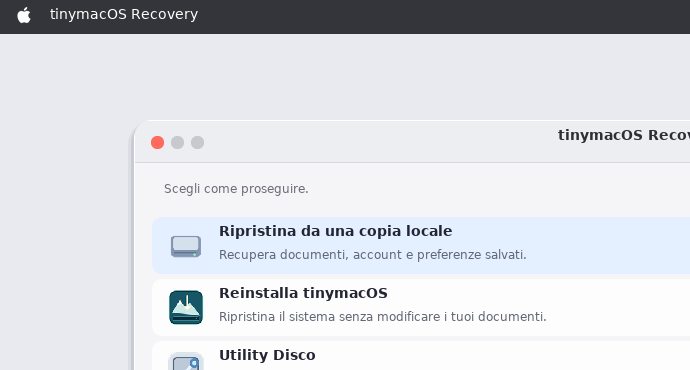 tinymacOS Recovery
tinymacOS Recov
Scegli come proseguire.
Ripristina da una copia locale
Recupera documenti, account e preferenze salvati.
Reinstalla tinymacOS
Ripristina il sistema senza modificare i tuoi documenti.
Utility Disco